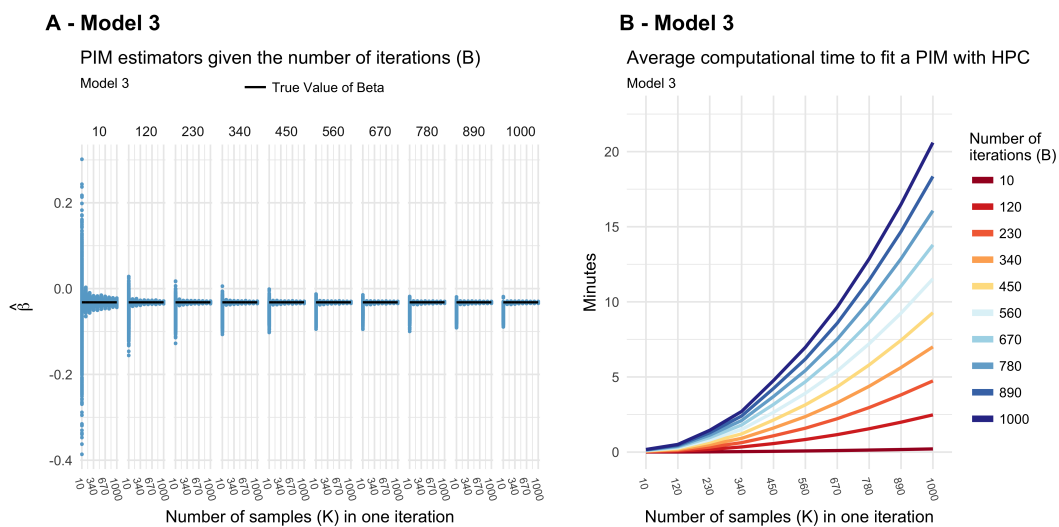 A - Model 3
PIM estimators given the number of iterations (B)
Model 3
True Value of Beta
10 120 230 340 450 560 670 780 890 1000
0.2
0.0
-0.2
-0.4
β̂
10 340 670 1000 10 340 670 1000 10 340 670 1000 10 340 670 1000 10 340 670 1000 10 340 670 1000 10 340 670 1000 10 340 670 1000 10 340 670 1000 10 340 670 1000
Number of samples (K) in one iteration
B - Model 3
Average computational time to fit a PIM with HPC
Model 3
20
15
10
5
0
Minutes
10 120 230 340 450 560 670 780 890 1000
Number of samples (K) in one iteration
Number of
iterations (B)
10
120
230
340
450
560
670
780
890
1000